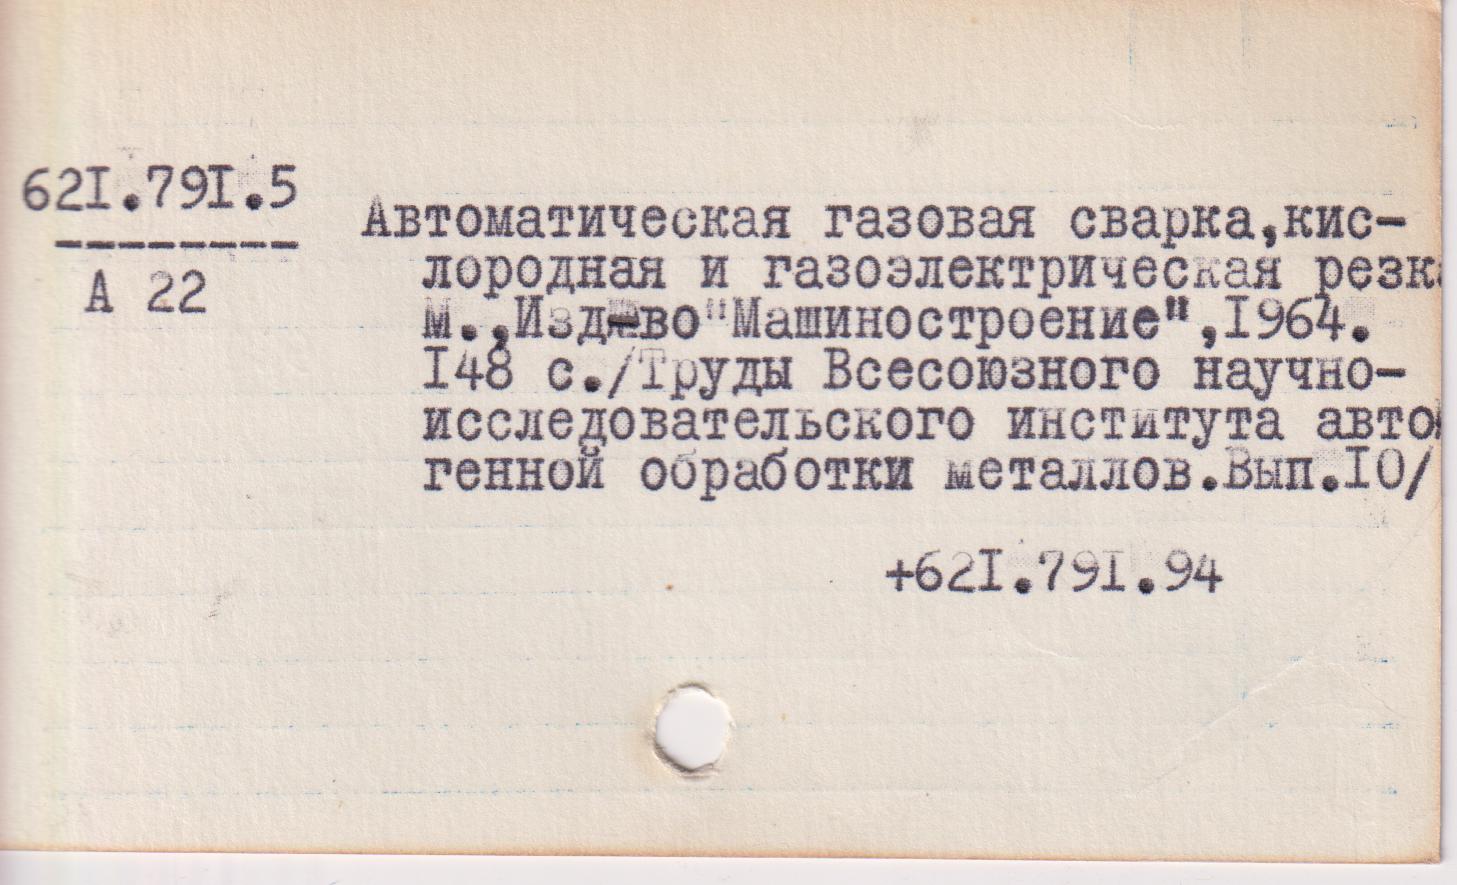 621.791.5
--------
А 22
Автоматическая газовая сварка,кис-
лородная и газоэлектрическая резка
М.,Изд-во"Машиностроение",1964.
148 с./Труды Всесоюзного научно-
исследовательского института авто-
генной обработки металлов.Вып.10/
+621.791.94